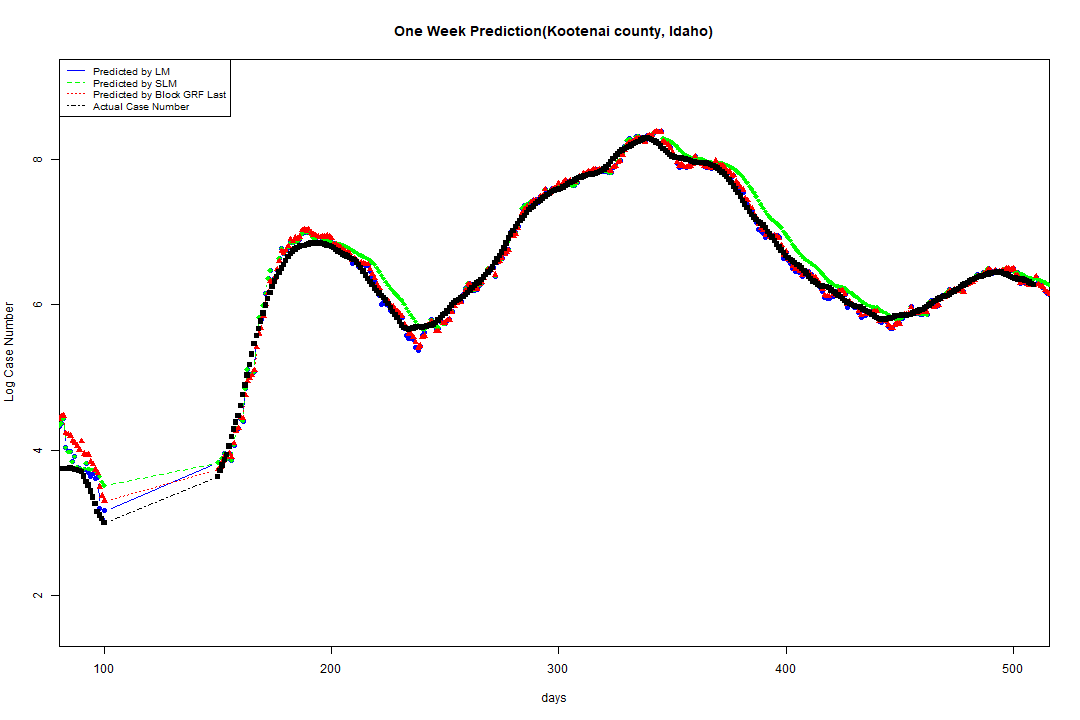 One Week Prediction(Kootenai county, Idaho)
Predicted by LM
Predicted by SLM
Predicted by Block GRF Last
Actual Case Number
8
6
4
2
Log Case Number
100 200 300 400 500
days